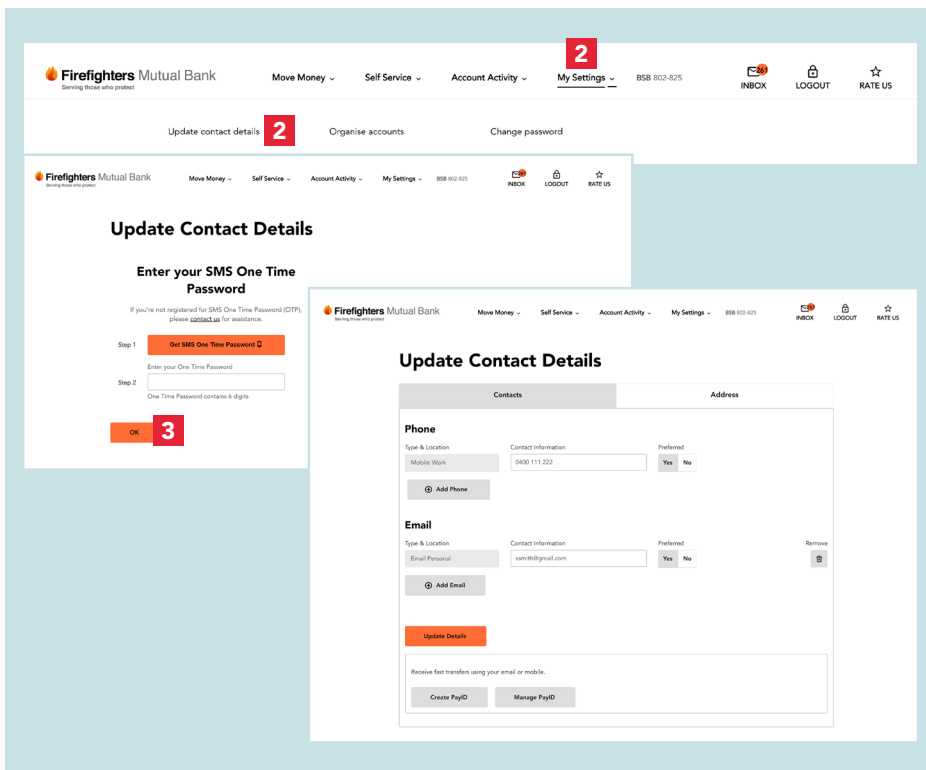 2
Firefighters Mutual Bank
Serving those who protect
Move Money Self Service Account Activity My Settings BSB 802-825 261 INBOX LOGOUT RATE US
Update contact details 2 Organise accounts Change password
Firefighters Mutual Bank
Serving those who protect
Move Money Self Service Account Activity My Settings BSB 802-825 261 INBOX LOGOUT RATE US
Update Contact Details
Enter your SMS One Time
Password
If you're not registered for SMS One Time Password (OTP),
please contact us for assistance.
Step 1 Get SMS One Time Password
Enter your One Time Password
Step 2
One Time Password contains 6 digits
OK 3
Firefighters Mutual Bank
Serving those who protect
Move Money Self Service Account Activity My Settings BSB 802-825 INBOX LOGOUT RATE US
Update Contact Details
Contacts Address
Phone
Type & Location Contact Information Preferred
Mobile Work 0400 111 222 Yes No
Add Phone
Email
Type & Location Contact Information Preferred Remove
Email Personal ssmith@gmail.com Yes No
Add Email
Update Details
Receive fast transfers using your email or mobile.
Create PayID Manage PayID